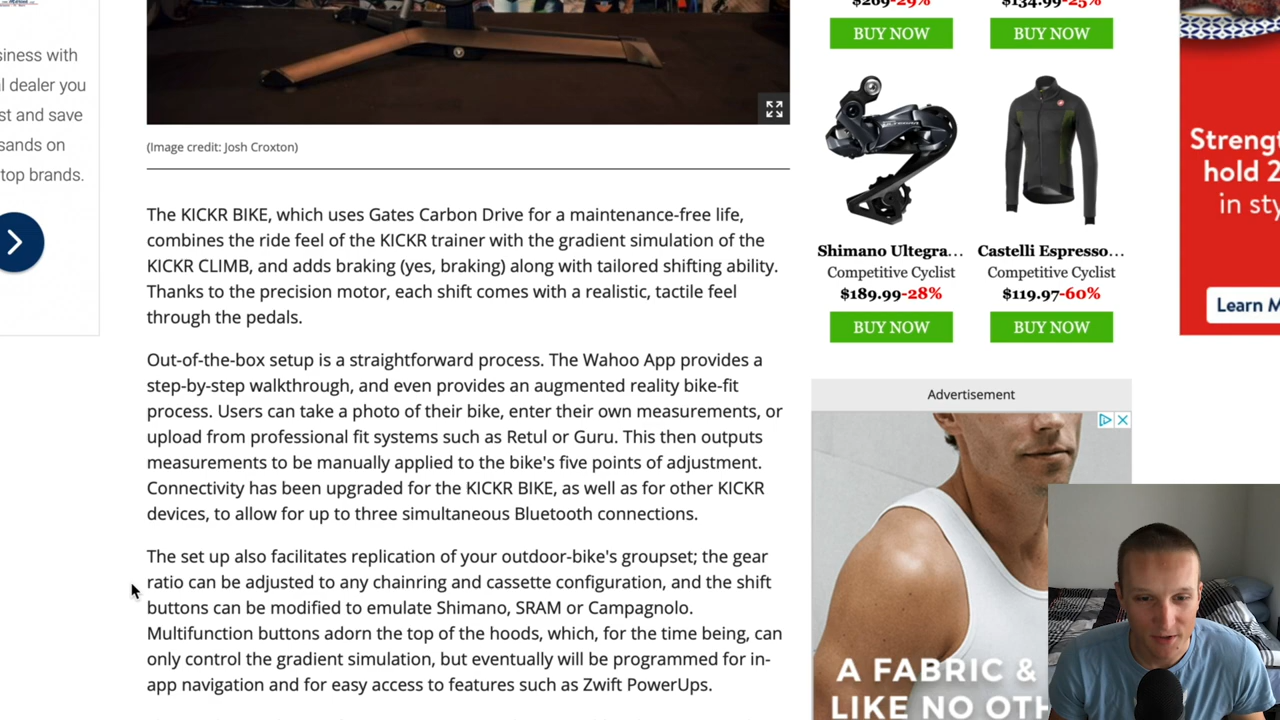 siness with
al dealer you
st and save
sands on
top brands.
(Image credit: Josh Croxton)
The KICKR BIKE, which uses Gates Carbon Drive for a maintenance-free life,
combines the ride feel of the KICKR trainer with the gradient simulation of the
KICKR CLIMB, and adds braking (yes, braking) along with tailored shifting ability.
Thanks to the precision motor, each shift comes with a realistic, tactile feel
through the pedals.
Out-of-the-box setup is a straightforward process. The Wahoo App provides a
step-by-step walkthrough, and even provides an augmented reality bike-fit
process. Users can take a photo of their bike, enter their own measurements, or
upload from professional fit systems such as Retul or Guru. This then outputs
measurements to be manually applied to the bike's five points of adjustment.
Connectivity has been upgraded for the KICKR BIKE, as well as for other KICKR
devices, to allow for up to three simultaneous Bluetooth connections.
The set up also facilitates replication of your outdoor-bike's groupset; the gear
ratio can be adjusted to any chainring and cassette configuration, and the shift
buttons can be modified to emulate Shimano, SRAM or Campagnolo.
Multifunction buttons adorn the top of the hoods, which, for the time being, can
only control the gradient simulation, but eventually will be programmed for in-
app navigation and for easy access to features such as Zwift PowerUps.
$269-29% $134.99-25%
BUY NOW BUY NOW
Shimano Ultegra... Castelli Espresso...
Competitive Cyclist Competitive Cyclist
$189.99-28% $119.97-60%
BUY NOW BUY NOW
Advertisement
A FABRIC &
LIKE NO OTH
Streng
hold 2
in sty
Learn M